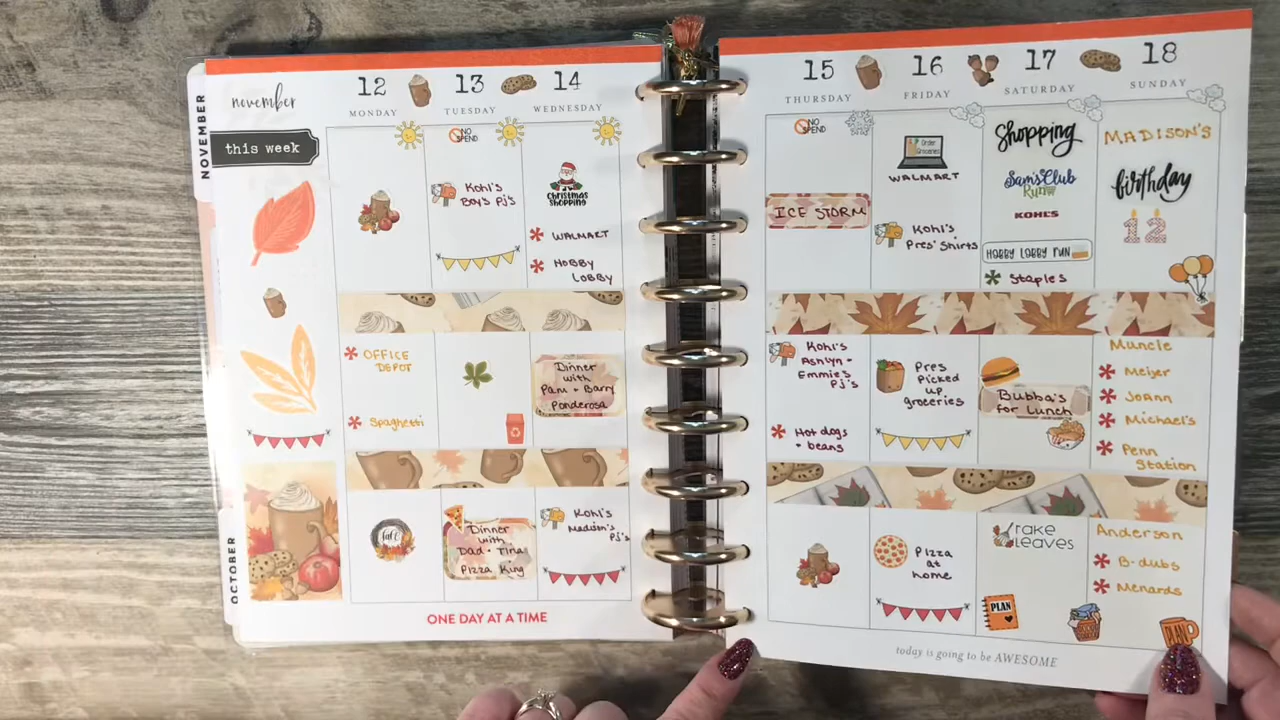 NOVEMBER
OCTOBER
november
this week
12
MONDAY
OFFICE
DEPOT
Spaghetti
fall
13
TUESDAY
NO
SPEND
Kohl's
Boy's Pj's
Dinner
with
Dad + Tina
Pizza King
14
WEDNESDAY
Christmas
SHOPPING
WALMART
HOBBY
LOBBY
Dinner
with
Pam + Barry
Ponderosa
Kohl's
Madison's
Pj's
ONE DAY AT A TIME
15
THURSDAY
NO
SPEND
ICE STORM
Kohl's
Ashlyn +
Emmie's
Pj's
Hot dogs
+ beans
16
FRIDAY
Order
Groceries
WALMART
Kohl's
Pres' Shirts
Pres
Picked
up
groceries
Pizza
at
home
17
SATURDAY
Shopping
Sam's Club
Run
KOHL'S
HOBBY LOBBY RUN
Staples
Bubba's
for Lunch
RAKE
LEAVES
PLAN
18
SUNDAY
MADISON'S
birthday
12
Muncie
Meijer
JoAnn
Michael's
Penn
Station
Anderson
B-dubs
Menards
PLAN
today is going to be AWESOME